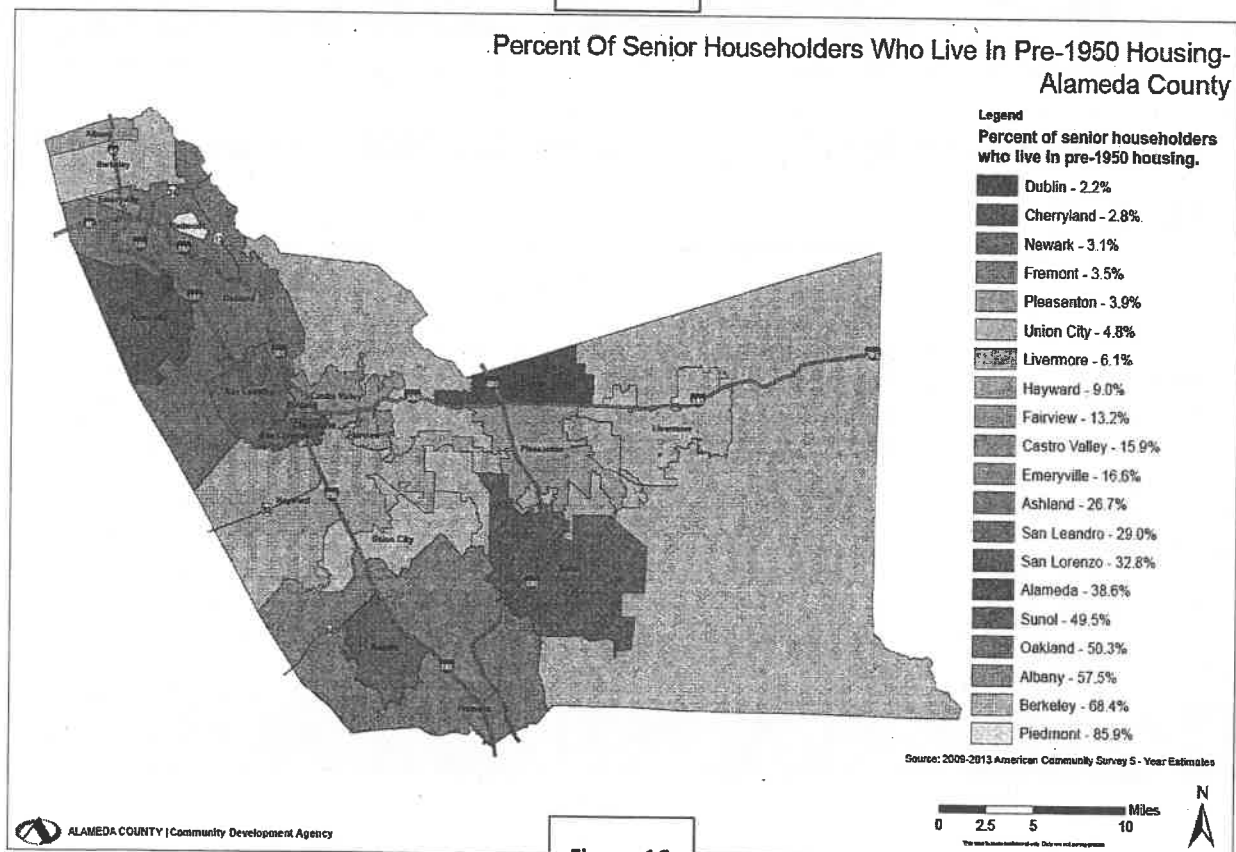 Percent Of Senior Householders Who Live In Pre-1950 Housing-
Alameda County
Legend
Percent of senior householders
who live in pre-1950 housing.
Dublin - 2.2%
Cherryland - 2.8%
Newark - 3.1%
Fremont - 3.5%
Pleasanton - 3.9%
Union City - 4.8%
Livermore - 6.1%
Hayward - 9.0%
Fairview - 13.2%
Castro Valley - 15.9%
Emeryville - 16.6%
Ashland - 26.7%
San Leandro - 29.0%
San Lorenzo - 32.8%
Alameda - 38.6%
Sunol - 49.5%
Oakland - 50.3%
Albany - 57.5%
Berkeley - 68.4%
Piedmont - 85.9%
Albany
Berkeley
Castro Valley
Pleasanton
Livermore
Hayward
Union City
Source: 2009-2013 American Community Survey 5 - Year Estimates
N
Miles
0 2.5 5 10
ALAMEDA COUNTY | Community Development Agency